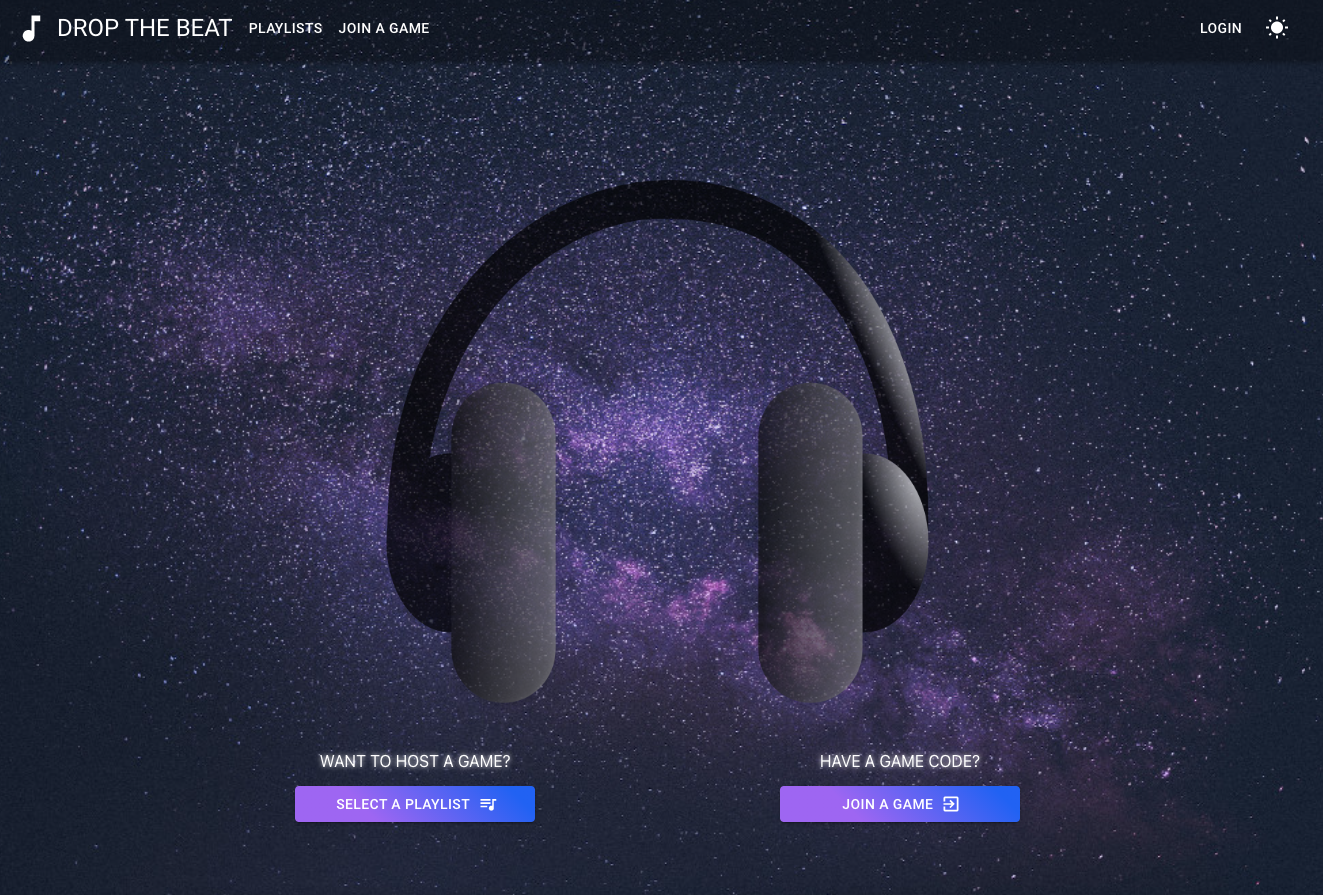 DROP THE BEAT PLAYLISTS JOIN A GAME LOGIN
WANT TO HOST A GAME?
SELECT A PLAYLIST
HAVE A GAME CODE?
JOIN A GAME